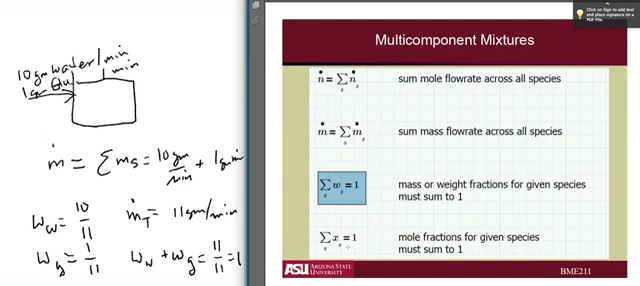 10 gm water/min
1 gm Glu min
ṁ = ∑ ms = 10 gm/min + 1 gm/min
Ww = 10/11 ṁT = 11 gm/min
Wg = 1/11 Ww + Wg = 11/11 = 1
Click on Sign to add text and place signature on a PDF File.
Multicomponent Mixtures
ṅ = ∑s ṅs sum mole flowrate across all species
ṁ = ∑s ṁs sum mass flowrate across all species
∑s ws = 1 mass or weight fractions for given species
must sum to 1
∑s xs = 1 mole fractions for given species
must sum to 1
ASU ARIZONA STATE UNIVERSITY
BME211